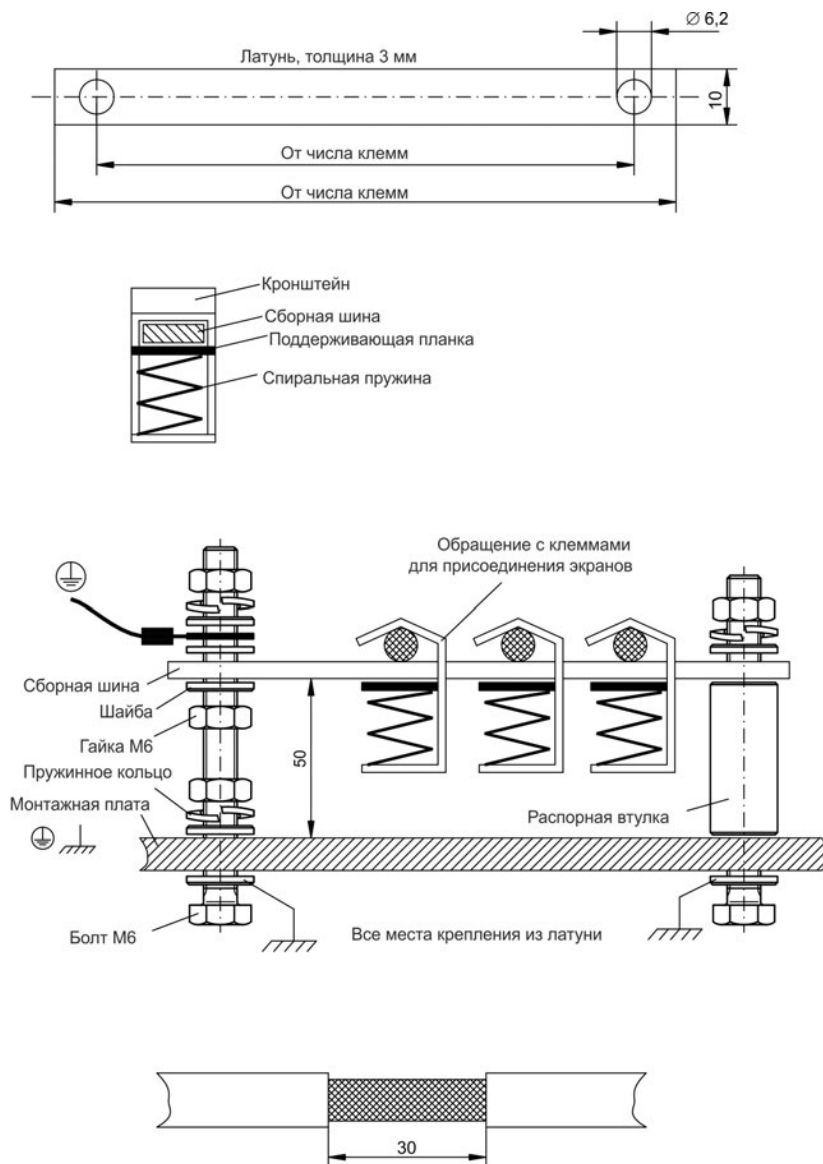 ∅ 6,2
Латунь, толщина 3 мм
10
От числа клемм
От числа клемм
Кронштейн
Сборная шина
Поддерживающая планка
Спиральная пружина
Обращение с клеммами
для присоединения экранов
Сборная шина
Шайба
Гайка М6
50
Пружинное кольцо
Монтажная плата
Распорная втулка
Болт М6
Все места крепления из латуни
30